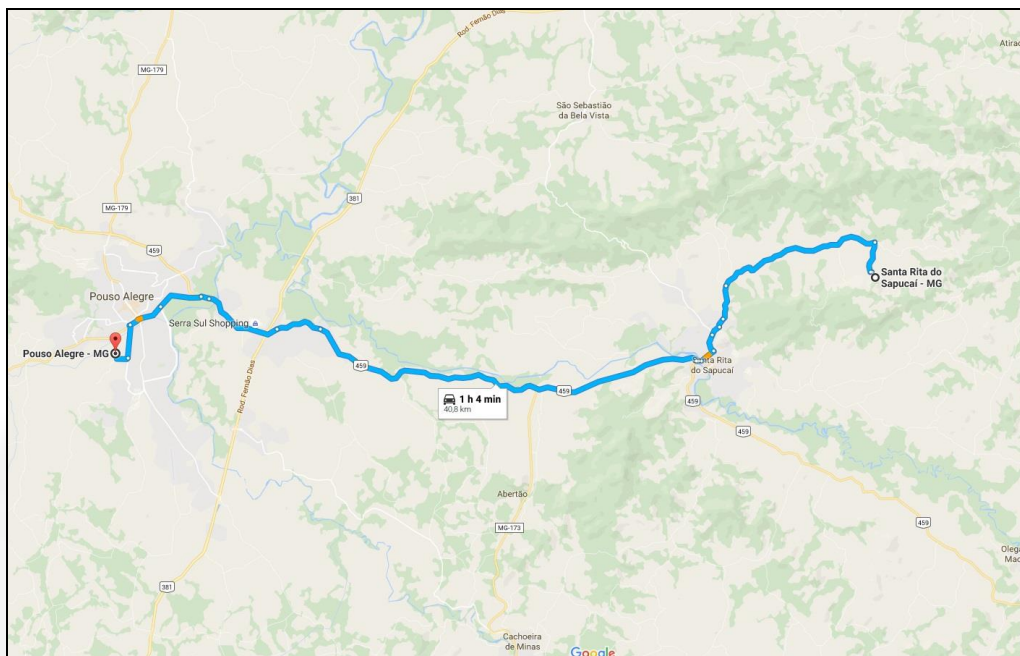 Rod. Fernão Dias
Atirad
MG-179
São Sebastião
da Bela Vista
381
MG-179
459
Santa Rita do
Sapucaí - MG
Pouso Alegre
Serra Sul Shopping
Pouso Alegre - MG
459
Santa Rita
do Sapucaí
Rod. Fernão Dias
459
1 h 4 min
40,8 km
459
459
Abertão
MG-173
459
Olega
Mac
381
Cachoeira
de Minas
Google